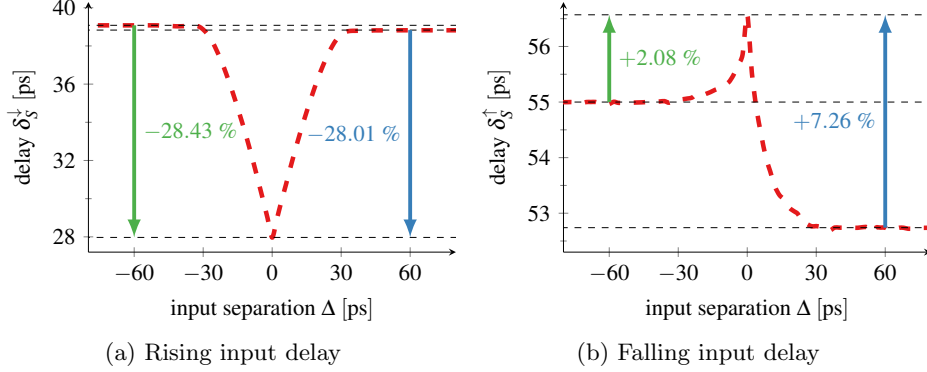 40
36
32
28
delay δ_S^↓ [ps]
−28.43 %
−28.01 %
−60 −30 0 30 60
input separation Δ [ps]
(a) Rising input delay
56
55
54
53
delay δ_S^↑ [ps]
+2.08 %
+7.26 %
−60 −30 0 30 60
input separation Δ [ps]
(b) Falling input delay